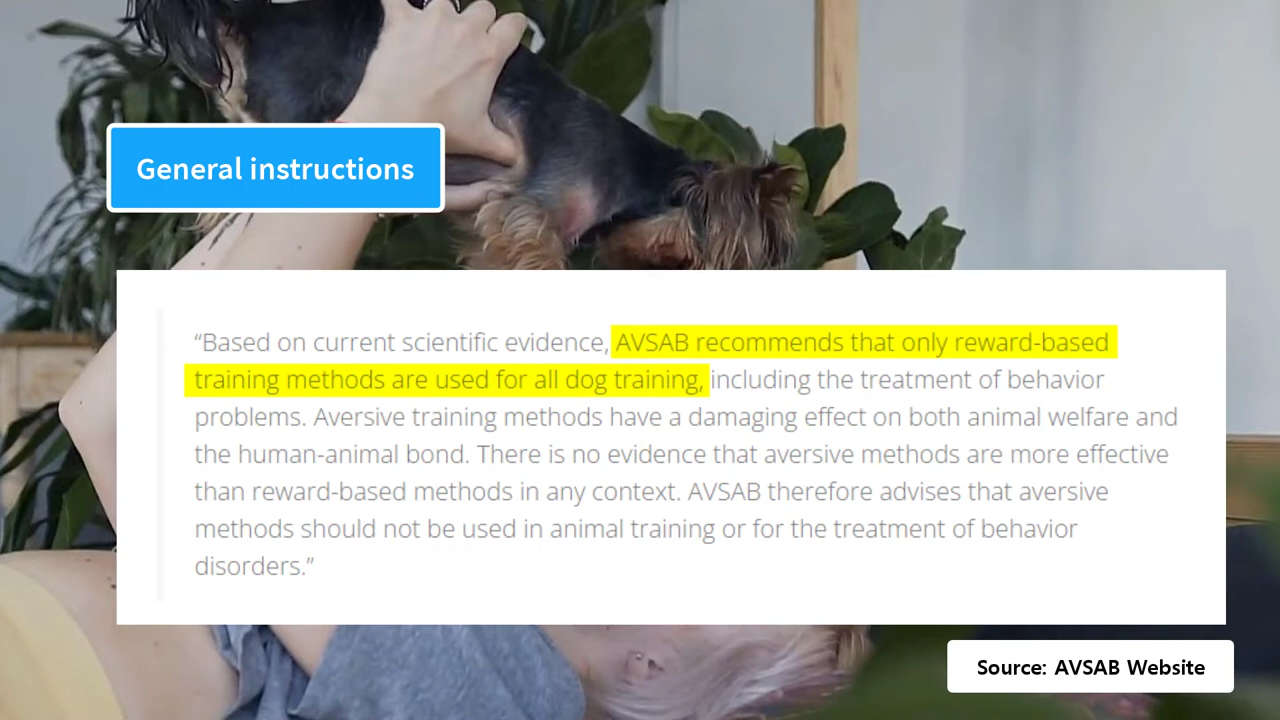 General instructions
“Based on current scientific evidence, AVSAB recommends that only reward-based
training methods are used for all dog training, including the treatment of behavior
problems. Aversive training methods have a damaging effect on both animal welfare and
the human-animal bond. There is no evidence that aversive methods are more effective
than reward-based methods in any context. AVSAB therefore advises that aversive
methods should not be used in animal training or for the treatment of behavior
disorders.”
Source: AVSAB Website